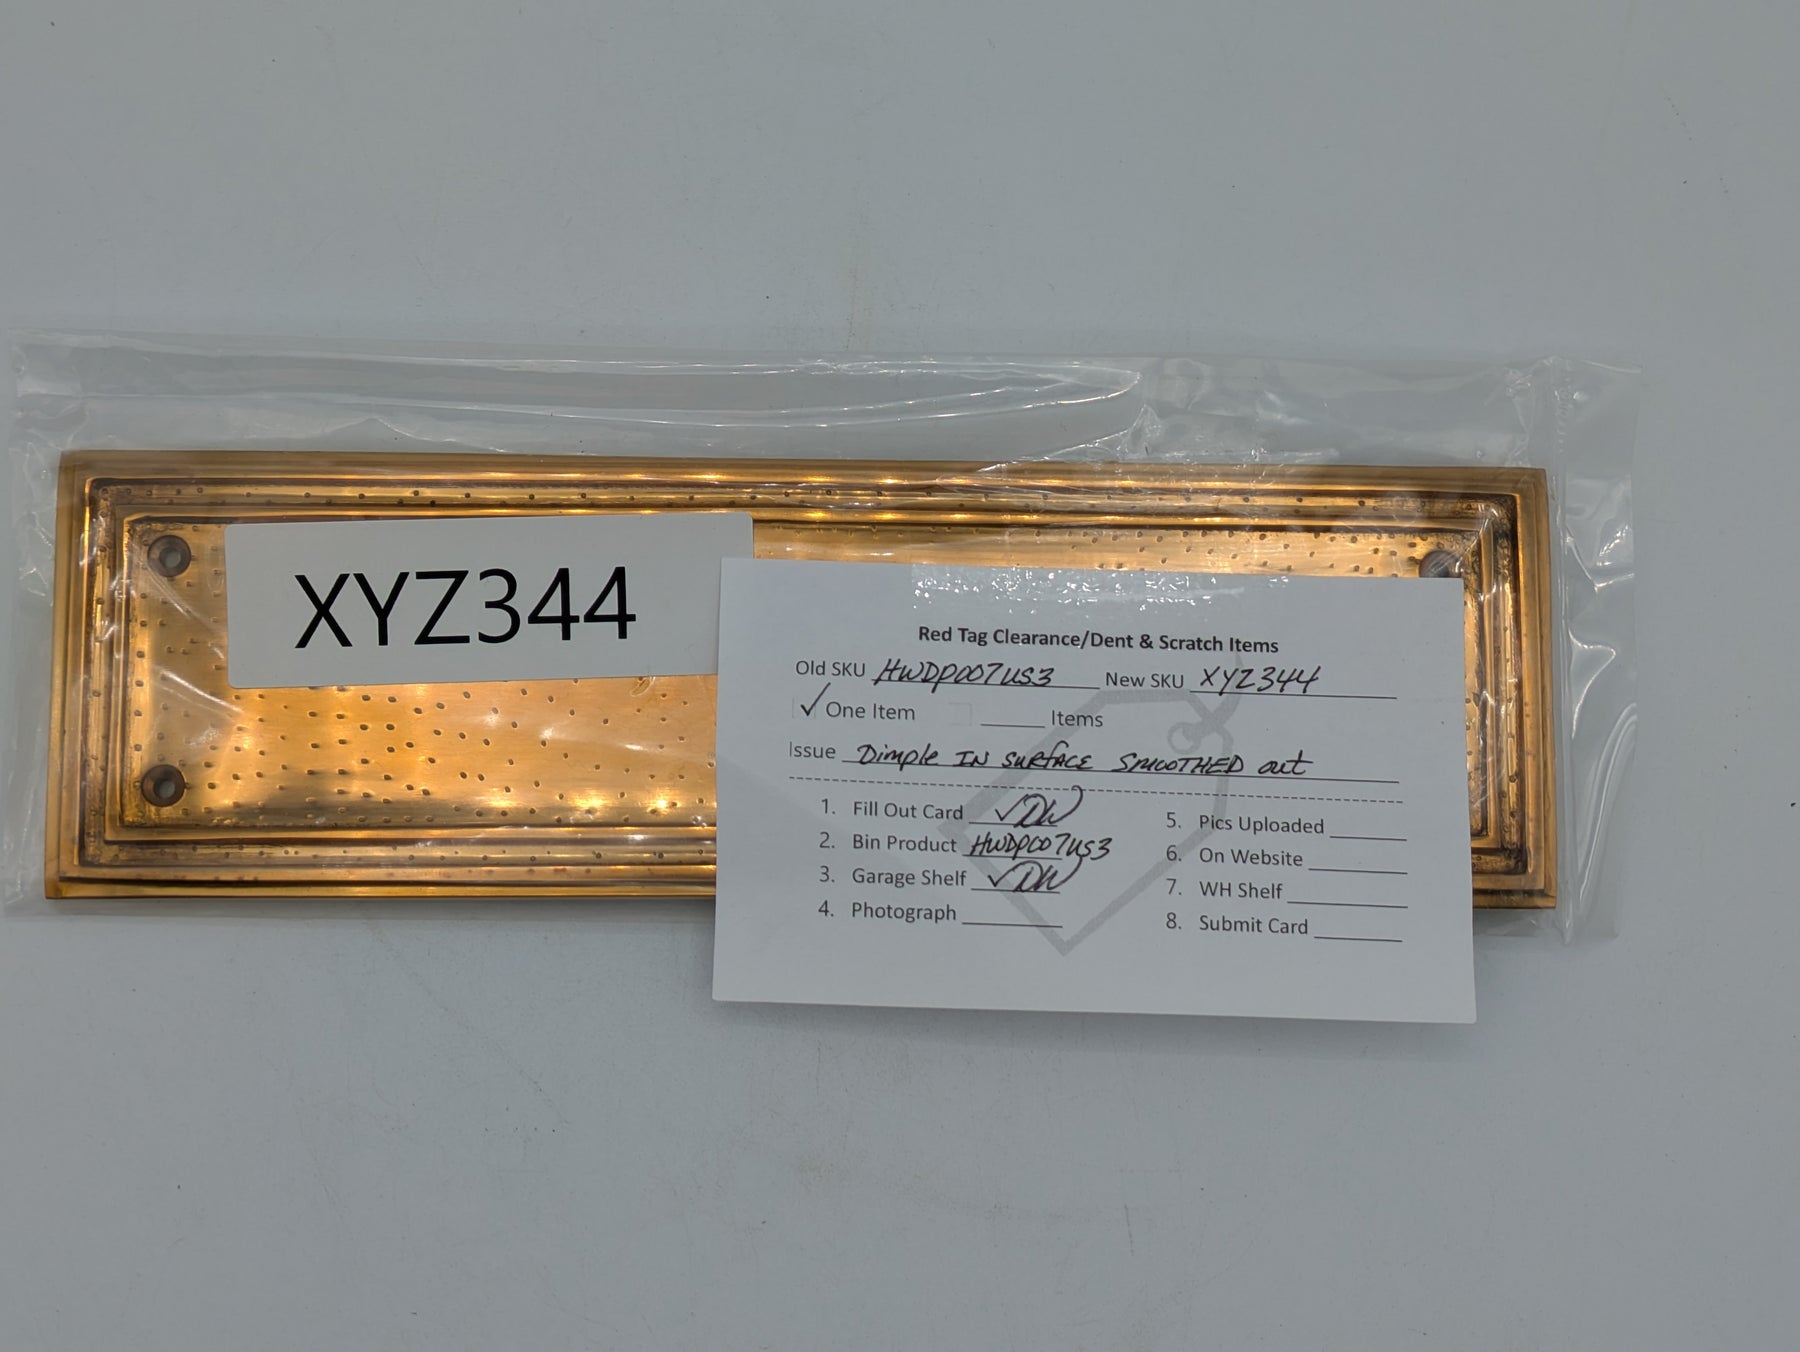 XYZ344
Red Tag Clearance/Dent & Scratch Items
Old SKU HWDP007US3 New SKU XYZ344
✓ One Item ____ Items
Issue Dimple IN SURFACE SMOOTHED out
1. Fill Out Card ✓DW
2. Bin Product HWDP007US3
3. Garage Shelf ✓DW
4. Photograph
5. Pics Uploaded
6. On Website
7. WH Shelf
8. Submit Card